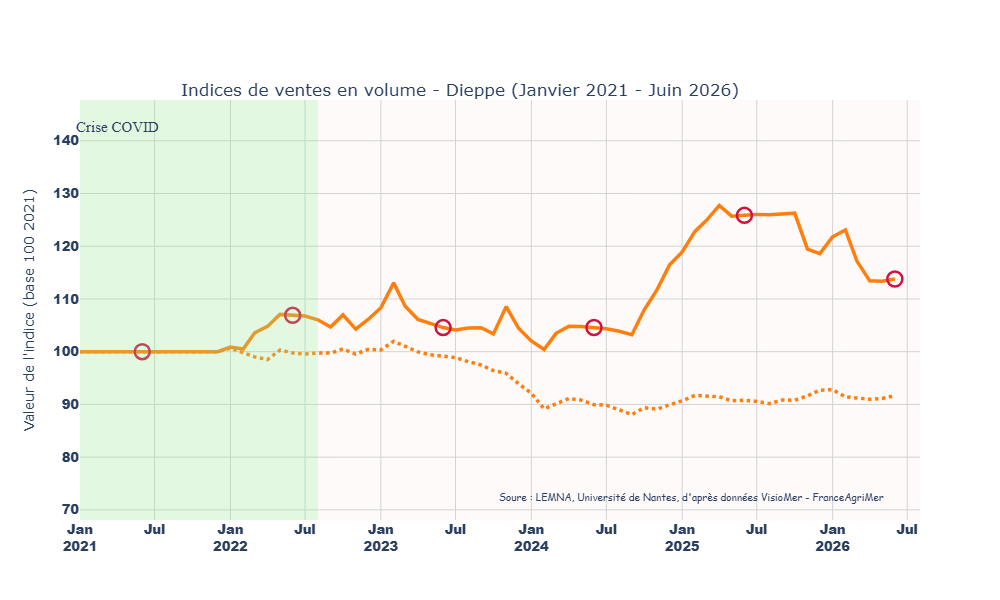 Indices de ventes en volume - Dieppe (Janvier 2021 - Juin 2026)
Crise COVID
Valeur de l'indice (base 100 2021)
140
130
120
110
100
90
80
70
Soure : LEMNA, Université de Nantes, d'après données VisioMer - FranceAgriMer
Jan Jul Jan Jul Jan Jul Jan Jul Jan Jul Jan Jul
2021 2022 2023 2024 2025 2026